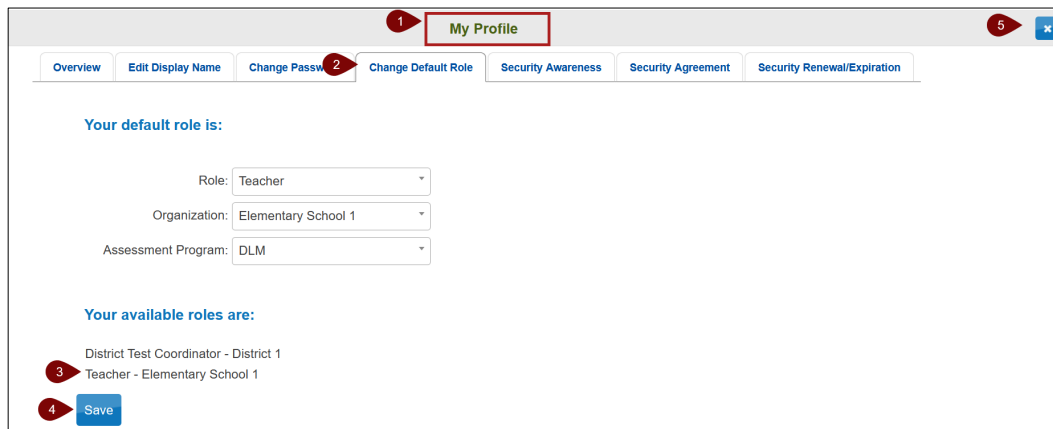 1 My Profile 5 x
Overview Edit Display Name Change Passw 2 Change Default Role Security Awareness Security Agreement Security Renewal/Expiration
Your default role is:
Role: Teacher
Organization: Elementary School 1
Assessment Program: DLM
Your available roles are:
District Test Coordinator - District 1
3 Teacher - Elementary School 1
4 Save